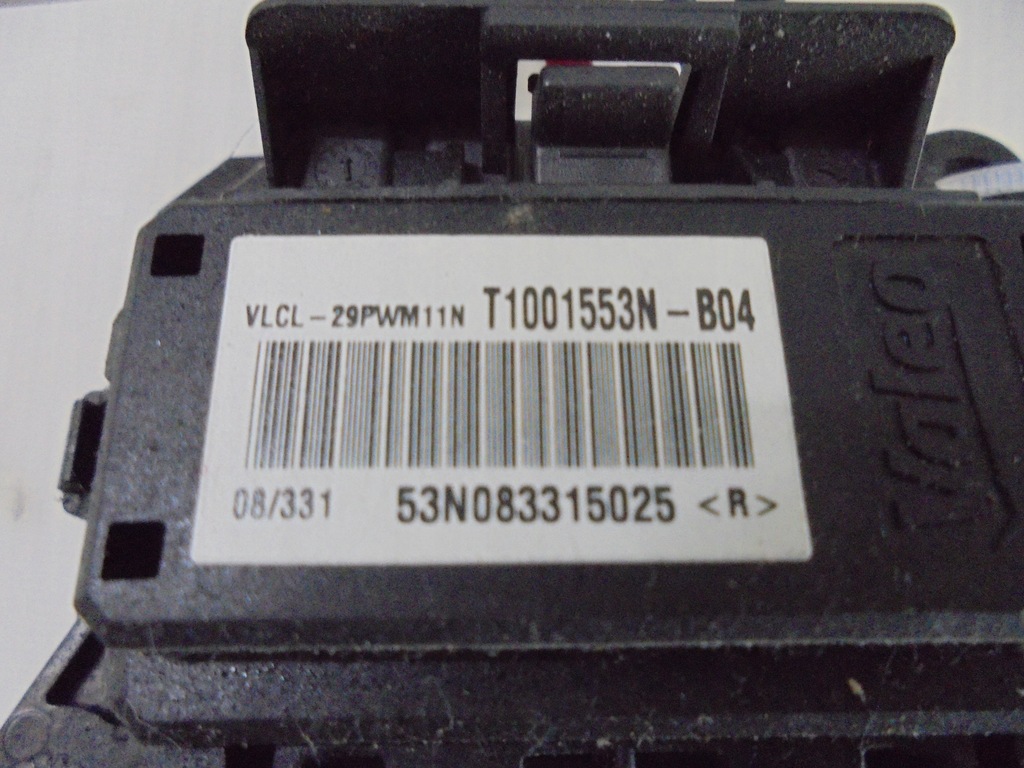 VLCL-29PWM11N T1001553N-B04
08/331 53N083315025 <R>
Valeo